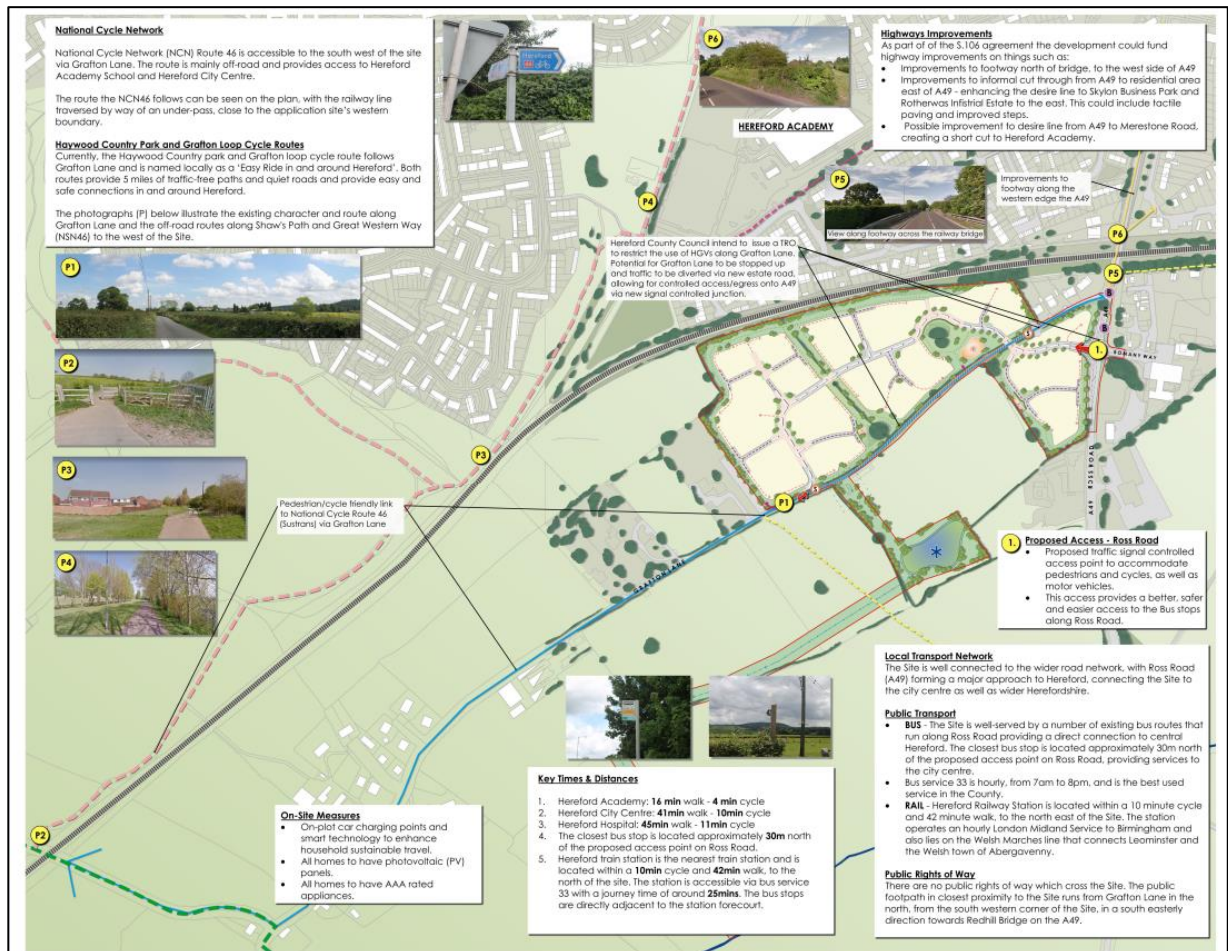 National Cycle Network
National Cycle Network (NCN) Route 46 is accessible to the south west of the site
via Grafton Lane. The route is mainly off-road and provides access to Hereford
Academy School and Hereford City Centre.
The route the NCN46 follows can be seen on the plan, with the railway line
traversed by way of an under-pass, close to the application site's western
boundary.
Haywood Country Park and Grafton Loop Cycle Routes
Currently, the Haywood Country park and Grafton loop cycle route follows
Grafton Lane and is named locally as a 'Easy Ride in and around Hereford'. Both
routes provide 5 miles of traffic-free paths and quiet roads and provide easy and
safe connections in and around Hereford.
The photographs (P) below illustrate the existing character and route along
Grafton Lane and the off-road routes along Shaw's Path and Great Western Way
(NSN46) to the west of the Site.
Hereford
P6
HEREFORD ACADEMY
Highways Improvements
As part of of the S.106 agreement the development could fund
highway improvements on things such as:
• Improvements to footway north of bridge, to the west side of A49
• Improvements to informal cut through from A49 to residential area
east of A49 - enhancing the desire line to Skylon Business Park and
Rotherwas Infistrial Estate to the east. This could include tactile
paving and improved steps.
• Possible improvement to desire line from A49 to Merestone Road,
creating a short cut to Hereford Academy.
P5
View along footway across the railway bridge
Improvements to
footway along the
western edge the A49
P4
P6
P5
Hereford County Council intend to issue a TRO
to restrict the use of HGVs along Grafton Lane.
Potential for Grafton Lane to be stopped up
and traffic to be diverted via new estate road,
allowing for controlled access/egress onto A49
via new signal controlled junction.
P1
P2
P3
P4
P3
B
A49
B
1.
ROMANY WAY
A49 ROSS ROAD
P1
GRAFTON LANE
Pedestrian/cycle friendly link
to National Cycle Route 46
(Sustrans) via Grafton Lane
1. Proposed Access - Ross Road
• Proposed traffic signal controlled
access point to accommodate
pedestrians and cycles, as well as
motor vehicles.
• This access provides a better, safer
and easier access to the Bus stops
along Ross Road.
Local Transport Network
The Site is well connected to the wider road network, with Ross Road
(A49) forming a major approach to Hereford, connecting the Site to
the city centre as well as wider Herefordshire.
Public Transport
• BUS - The Site is well-served by a number of existing bus routes that
run along Ross Road providing a direct connection to central
Hereford. The closest bus stop is located approximately 30m north
of the proposed access point on Ross Road, providing services to
the city centre.
• Bus service 33 is hourly, from 7am to 8pm, and is the best used
service in the County.
• RAIL - Hereford Railway Station is located within a 10 minute cycle
and 42 minute walk, to the north east of the Site. The station
operates an hourly London Midland Service to Birmingham and
also lies on the Welsh Marches line that connects Leominster and
the Welsh town of Abergavenny.
Public Rights of Way
There are no public rights of way which cross the Site. The public
footpath in closest proximity to the Site runs from Grafton Lane in the
north, from the south western corner of the Site, in a south easterly
direction towards Redhill Bridge on the A49.
Key Times & Distances
1. Hereford Academy: 16 min walk - 4 min cycle
2. Hereford City Centre: 41min walk - 10min cycle
3. Hereford Hospital: 45min walk - 11min cycle
4. The closest bus stop is located approximately 30m north
of the proposed access point on Ross Road.
5. Hereford train station is the nearest train station and is
located within a 10min cycle and 42min walk, to the
north of the site. The station is accessible via bus service
33 with a journey time of around 25mins. The bus stops
are directly adjacent to the station forecourt.
On-Site Measures
• On-plot car charging points and
smart technology to enhance
household sustainable travel.
• All homes to have photovoltaic (PV)
panels.
• All homes to have AAA rated
appliances.
P2